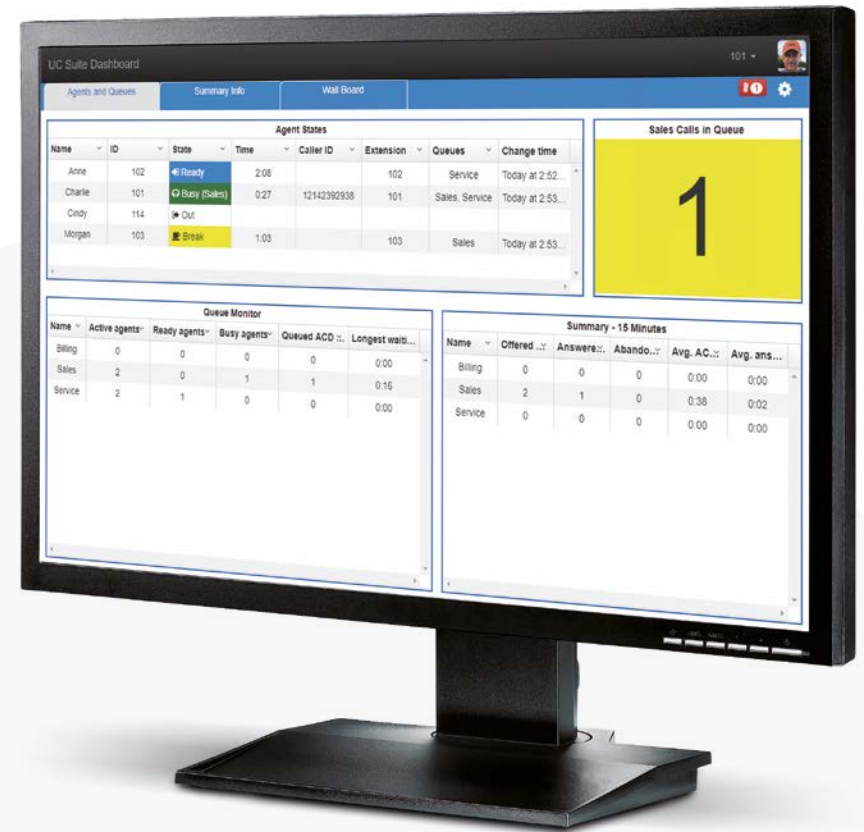 UC Suite Dashboard 101
Agents and Queues Summary Info Wall Board 1
Agent States
Name ID State Time Caller ID Extension Queues Change time
Anne 102 Ready 2:08 102 Service Today at 2:52...
Charlie 101 Busy (Sales) 0:27 12142392938 101 Sales, Service Today at 2:53...
Cindy 114 Out
Morgan 103 Break 1:03 103 Sales Today at 2:53...
Sales Calls in Queue
1
Queue Monitor
Name Active agents Ready agents Busy agents Queued ACD ... Longest waiti...
Billing 0 0 0 0 0:00
Sales 2 0 1 1 0:16
Service 2 1 0 0 0:00
Summary - 15 Minutes
Name Offered ... Answere... Abando... Avg. AC... Avg. ans...
Billing 0 0 0 0:00 0:00
Sales 2 1 0 0:38 0:02
Service 0 0 0 0:00 0:00